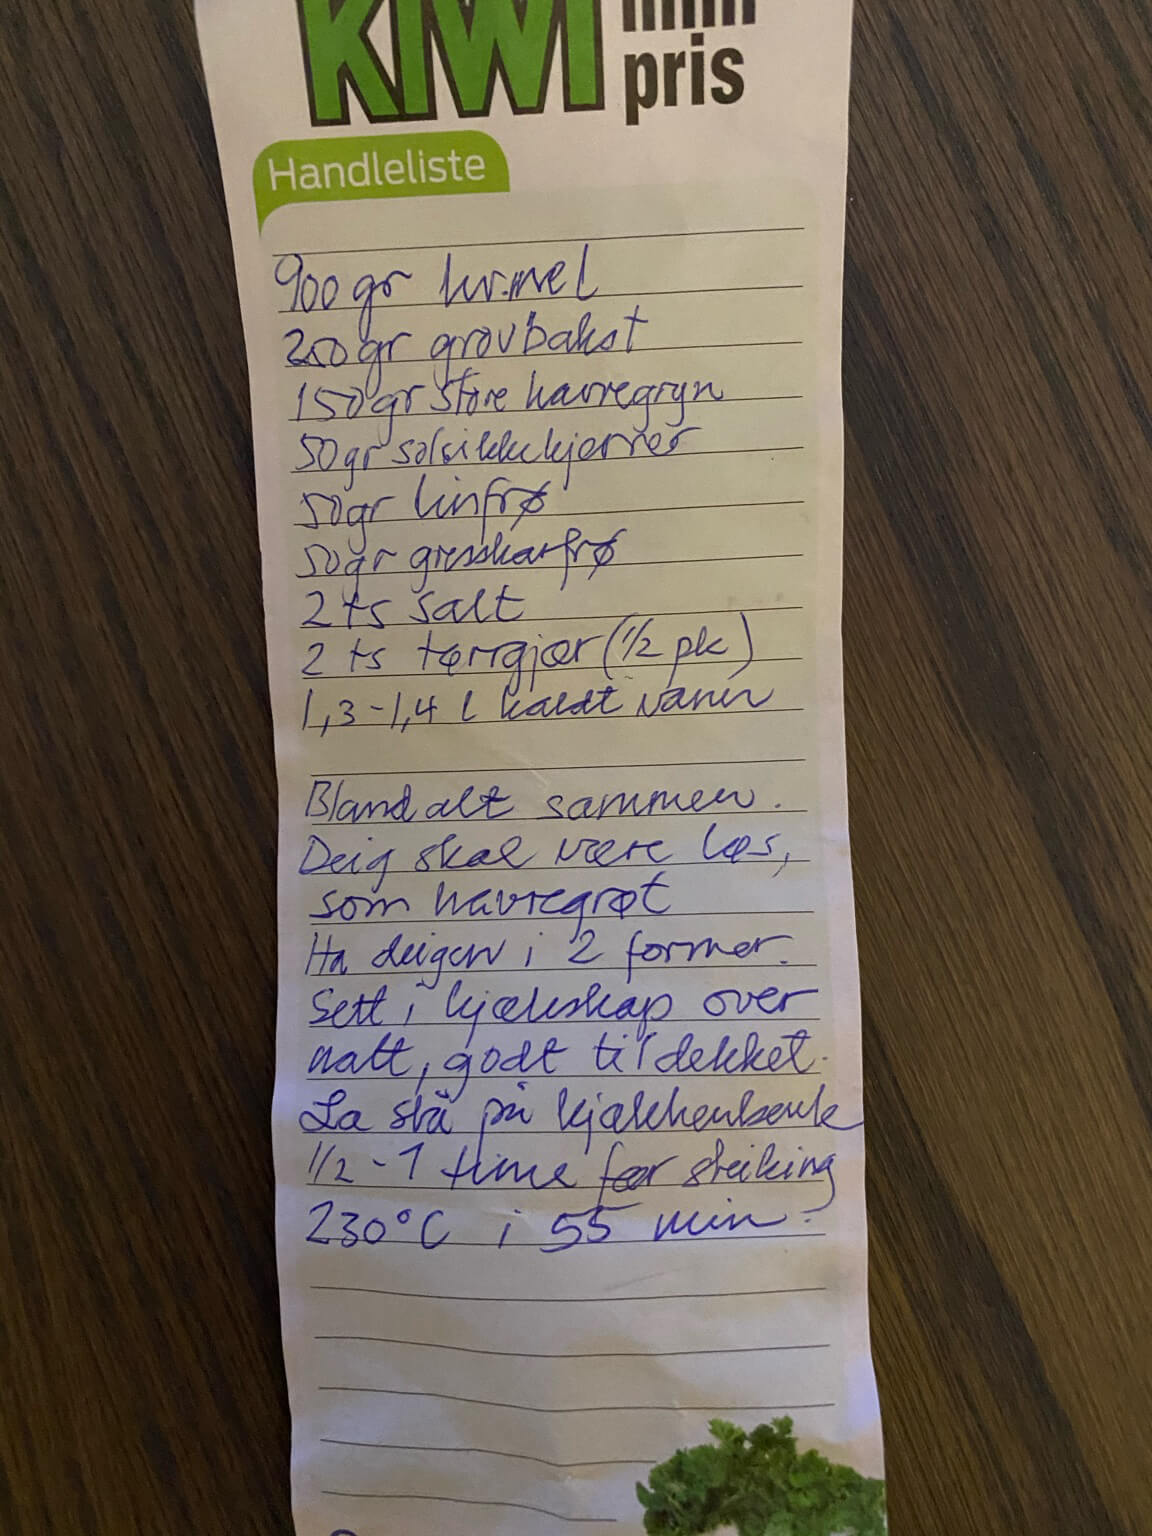 KIWI mini
pris
Handleliste
900 gr hv.mel
200 gr grovbakst
150 gr store havregryn
50 gr solsikkekjerner
50 gr linfrø
50 gr gresskarfrø
2 ts salt
2 ts tørrgjær (1/2 pk)
1,3-1,4 l kaldt vann
Bland alt sammen.
Deig skal være løs,
som havregrøt
Ha deigen i 2 former.
Sett i kjøleskap over
natt, godt tildekket.
La stå på kjøkkenbenk
1/2 - 1 time før steiking
230°C i 55 min.